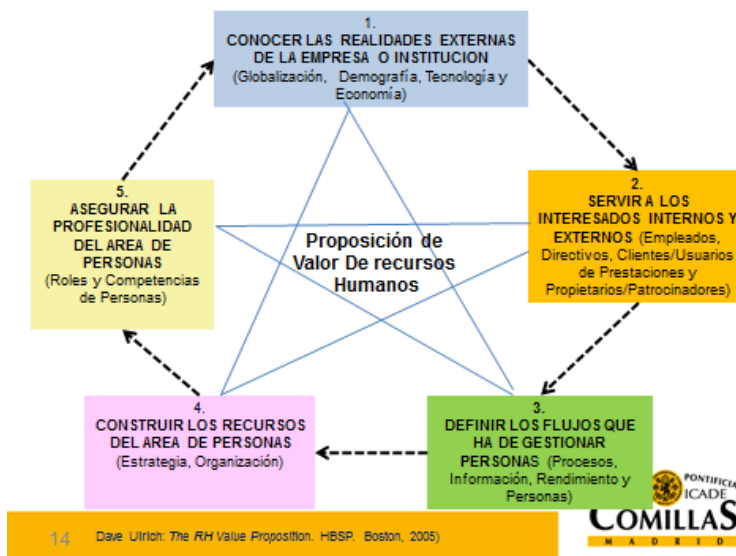 1.
CONOCER LAS REALIDADES EXTERNAS
DE LA EMPRESA O INSTITUCION
(Globalización, Demografía, Tecnología y
Economía)
2.
SERVIR A LOS
INTERESADOS INTERNOS Y
EXTERNOS (Empleados,
Directivos, Clientes/Usuarios
de Prestaciones y
Propietarios/Patrocinadores)
5.
ASEGURAR LA
PROFESIONALIDAD
DEL AREA DE
PERSONAS
(Roles y Competencias
de Personas)
Proposición de
Valor De recursos
Humanos
4.
CONSTRUIR LOS RECURSOS
DEL AREA DE PERSONAS
(Estrategia, Organización)
3.
DEFINIR LOS FLUJOS QUE
HA DE GESTIONAR
PERSONAS (Procesos,
Información, Rendimiento y
Personas)
PONTIFICIA
ICADE
COMILLAS
MADRID
14 Dave Ulrich: The RH Value Proposition. HBSP. Boston, 2005)